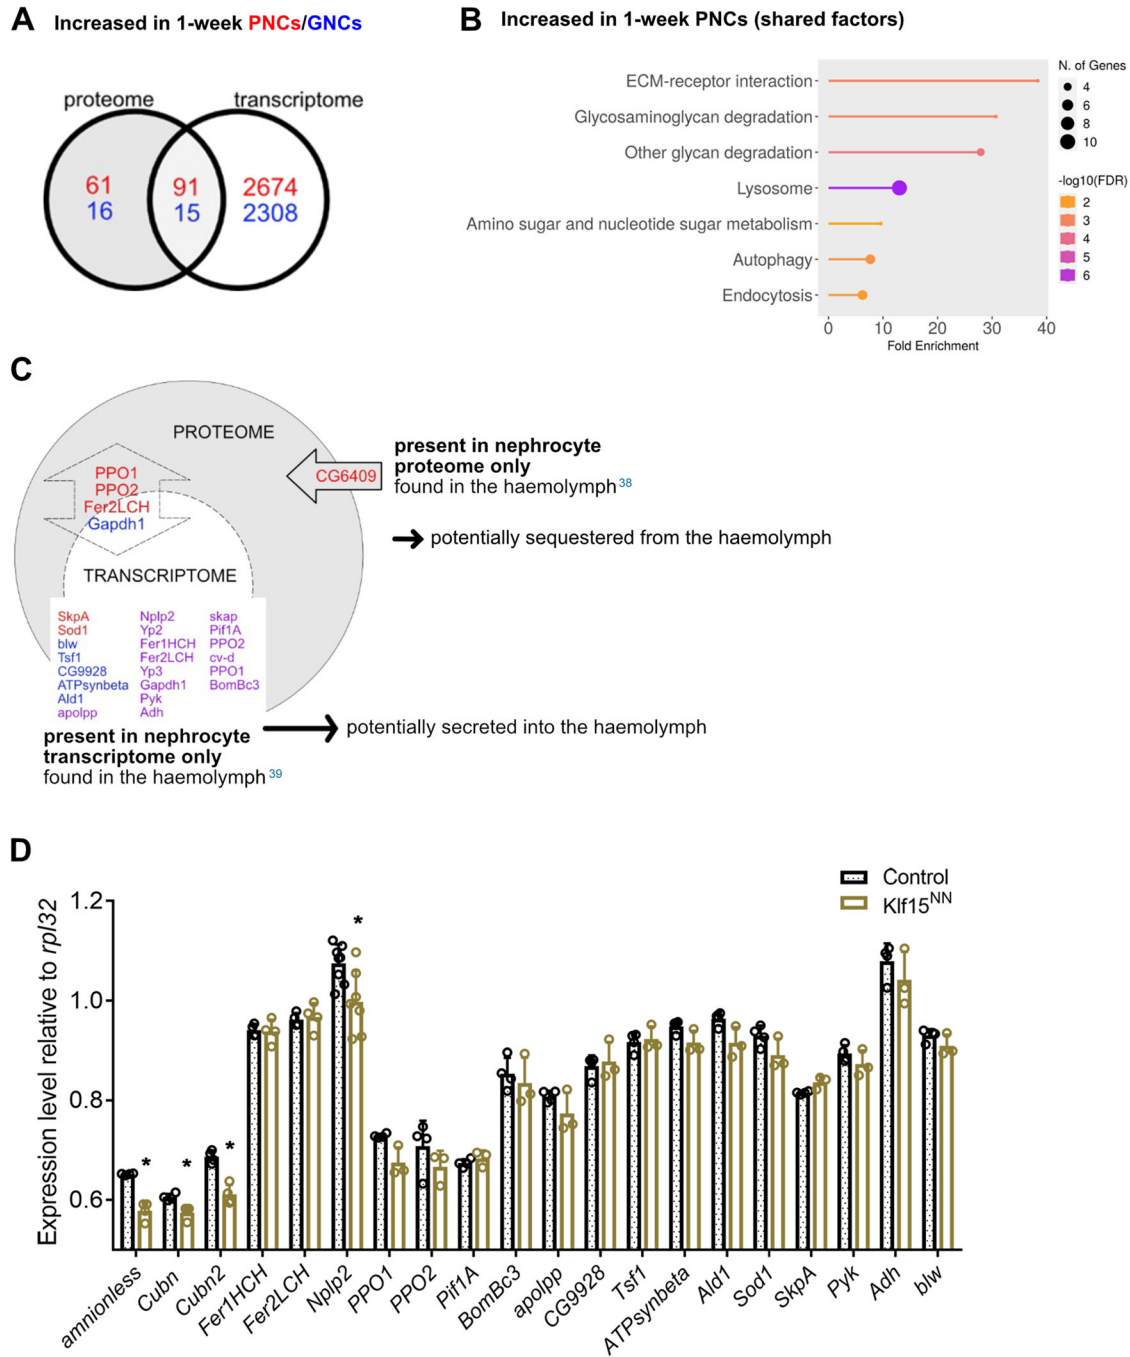 A Increased in 1-week PNCs/GNCs
proteome transcriptome
61 91 2674
16 15 2308
B Increased in 1-week PNCs (shared factors)
ECM-receptor interaction
Glycosaminoglycan degradation
Other glycan degradation
Lysosome
Amino sugar and nucleotide sugar metabolism
Autophagy
Endocytosis
0 10 20 30 40
Fold Enrichment
N. of Genes
4
6
8
10
-log10(FDR)
2
3
4
5
6
C
PROTEOME
PPO1
PPO2
Fer2LCH
Gapdh1
CG6409
present in nephrocyte
proteome only
found in the haemolymph38
potentially sequestered from the haemolymph
TRANSCRIPTOME
SkpA Nplp2 skap
Sod1 Yp2 Pif1A
blw Fer1HCH PPO2
Tsf1 Fer2LCH cv-d
CG9928 Yp3 PPO1
ATPsynbeta Gapdh1 BomBc3
Ald1 Pyk
apolpp Adh
potentially secreted into the haemolymph
present in nephrocyte
transcriptome only
found in the haemolymph39
D
Control
Klf15NN
Expression level relative to rpl32
1.2
1.0
0.8
0.6
* * * *
amnionless Cubn Cubn2 Fer1HCH Fer2LCH Nplp2 PPO1 PPO2 Pif1A BomBc3 apolpp CG9928 Tsf1 ATPsynbeta Ald1 Sod1 SkpA Pyk Adh blw